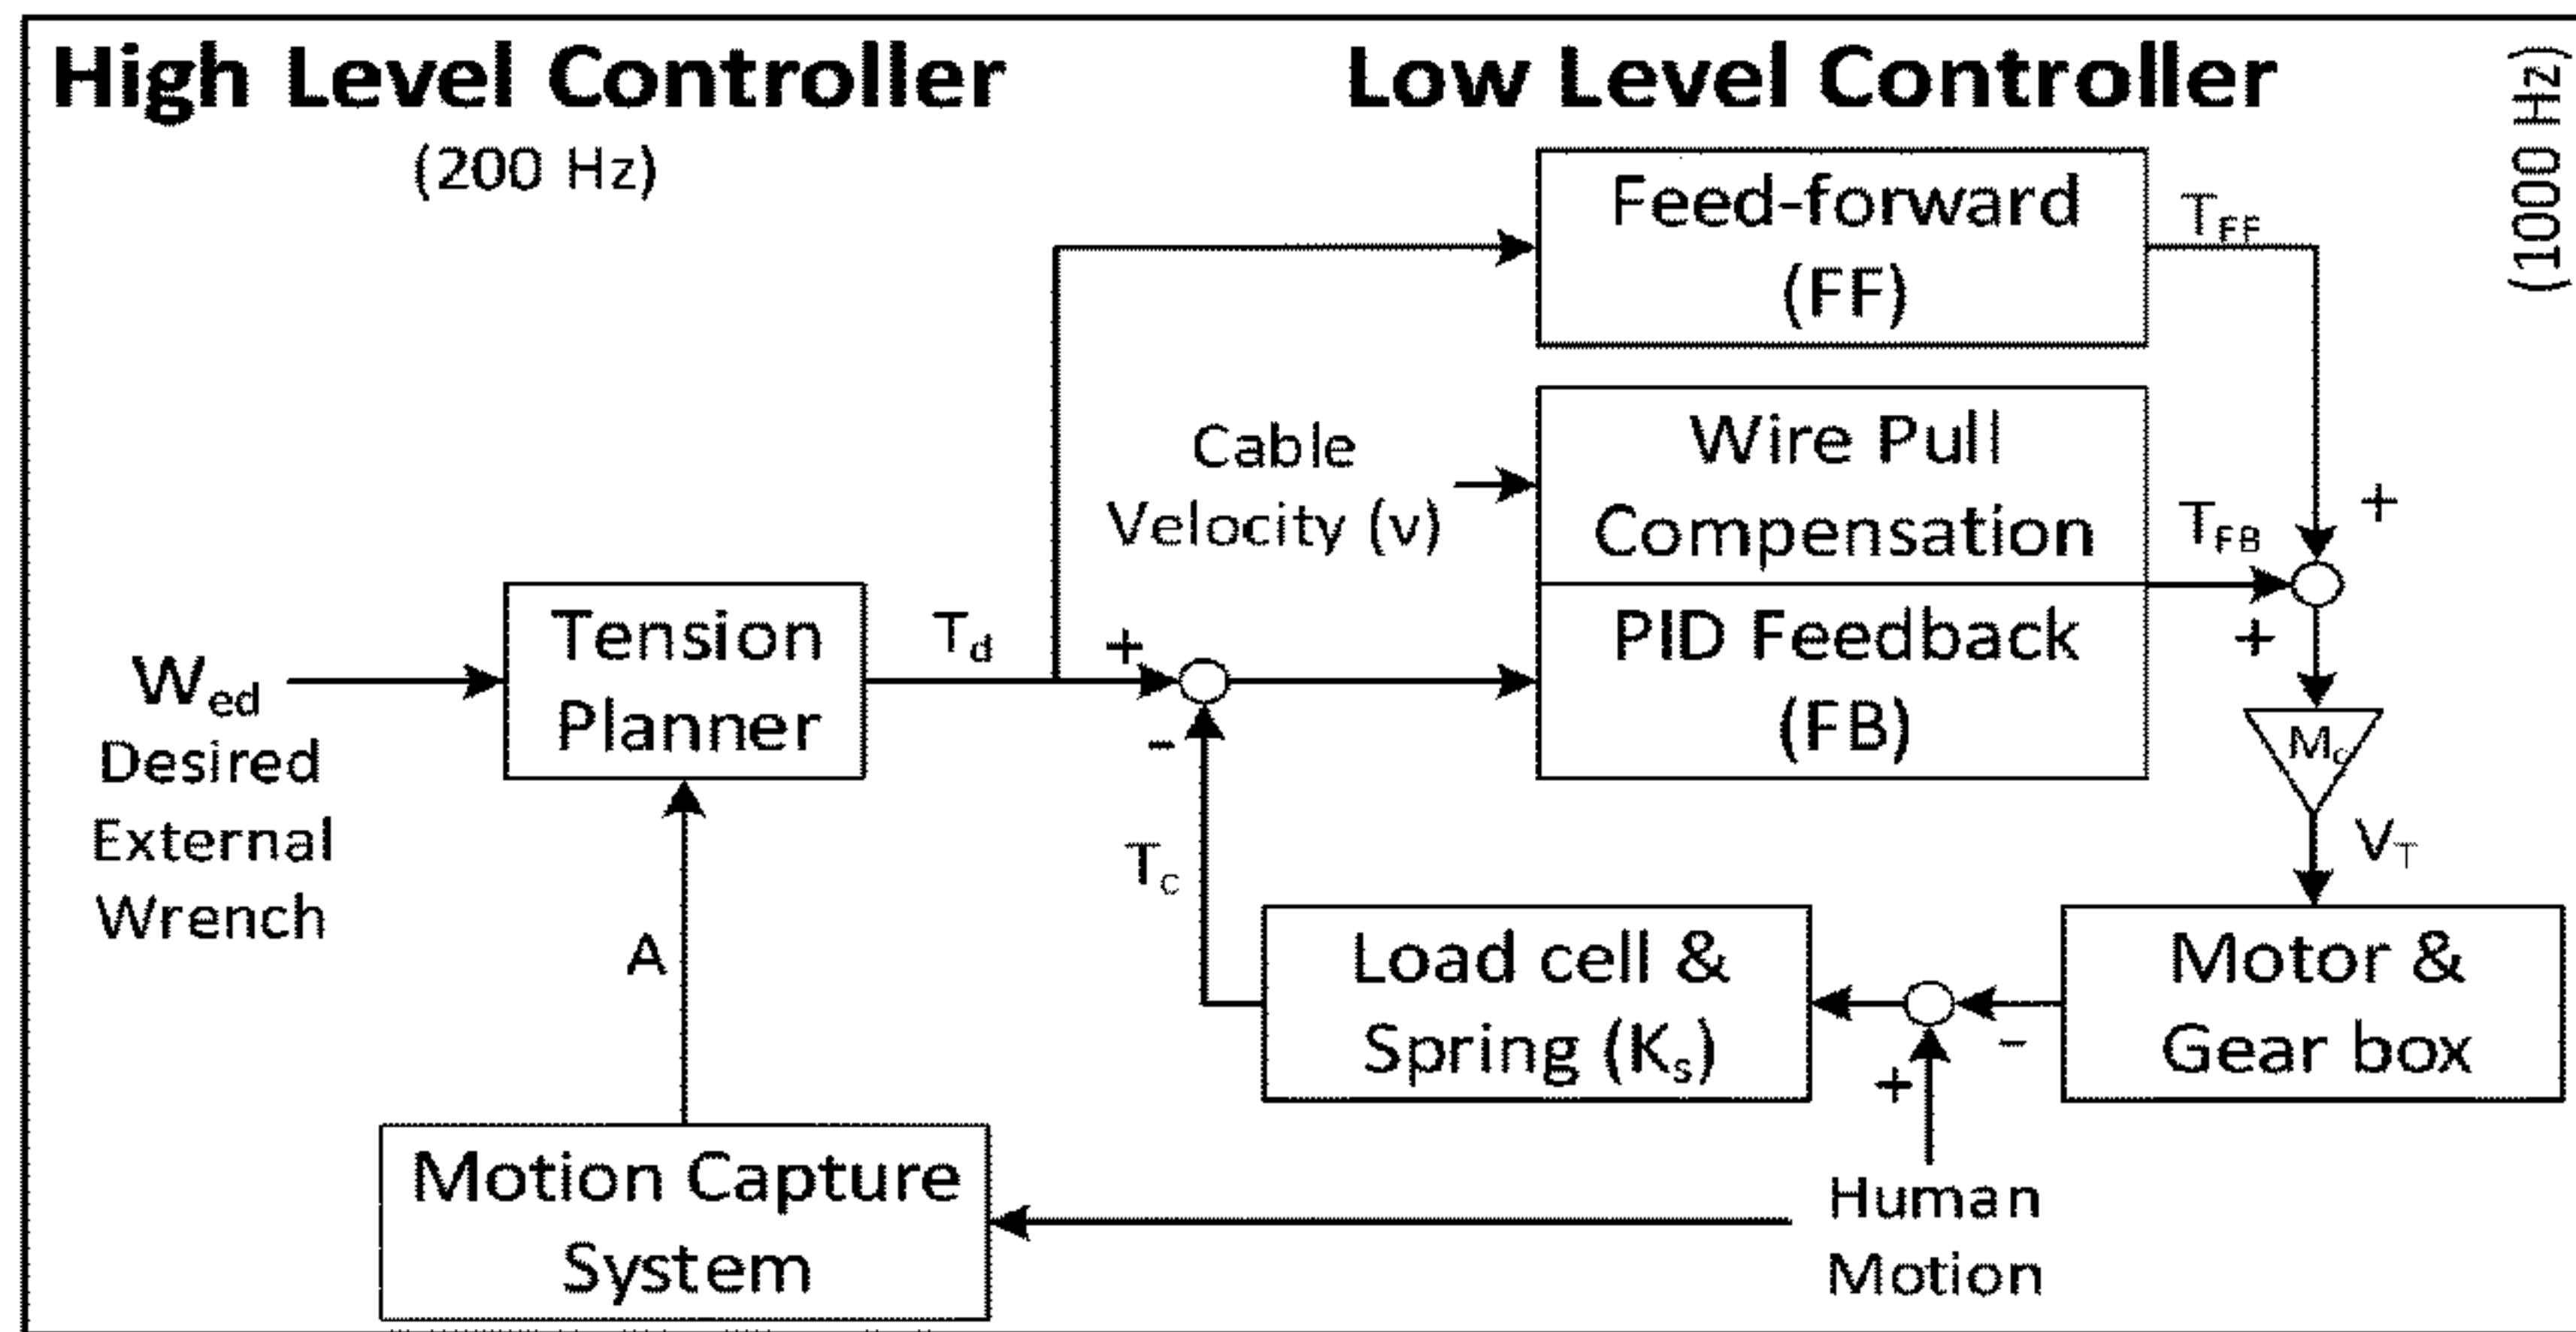 High Level Controller
(200 Hz)
Low Level Controller
(1000 Hz)
Feed-forward
(FF)
T_FF
Cable
Velocity (v)
Wire Pull
Compensation
T_FB
+
+
PID Feedback
(FB)
W_ed
Desired
External
Wrench
Tension
Planner
T_d
+
-
T_c
M_c
V_T
A
Load cell &
Spring (K_s)
-
+
Motor &
Gear box
Motion Capture
System
Human
Motion